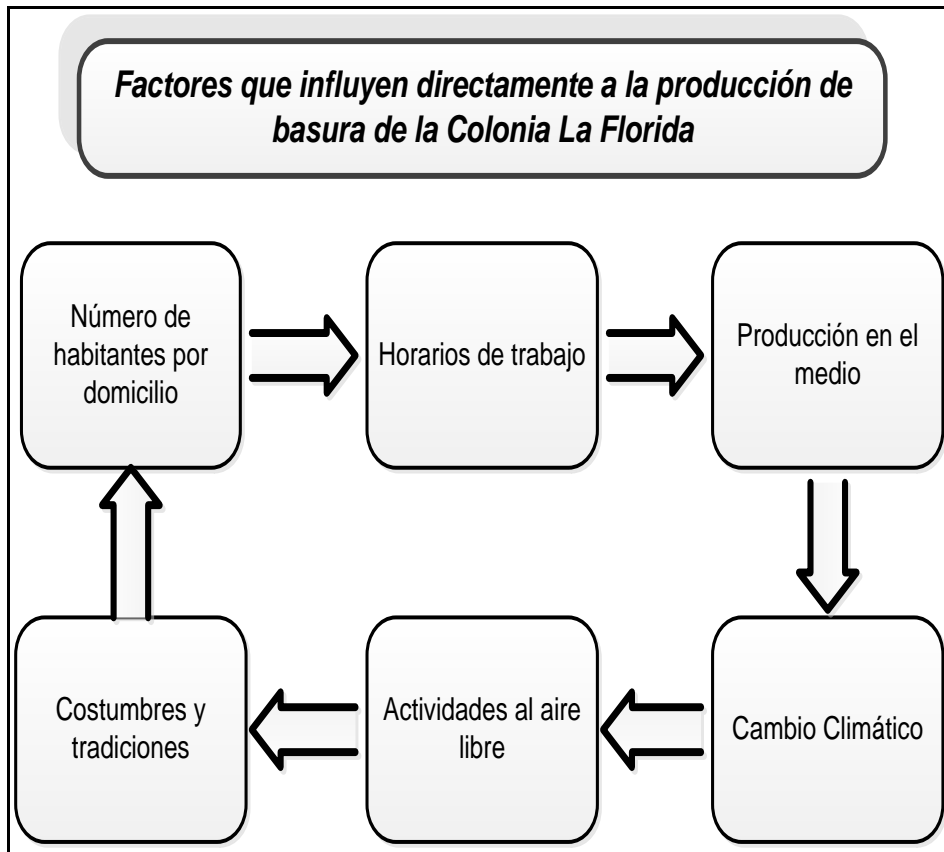 Factores que influyen directamente a la producción de
basura de la Colonia La Florida
Número de
habitantes por
domicilio
Horarios de trabajo
Producción en el
medio
Costumbres y
tradiciones
Actividades al aire
libre
Cambio Climático